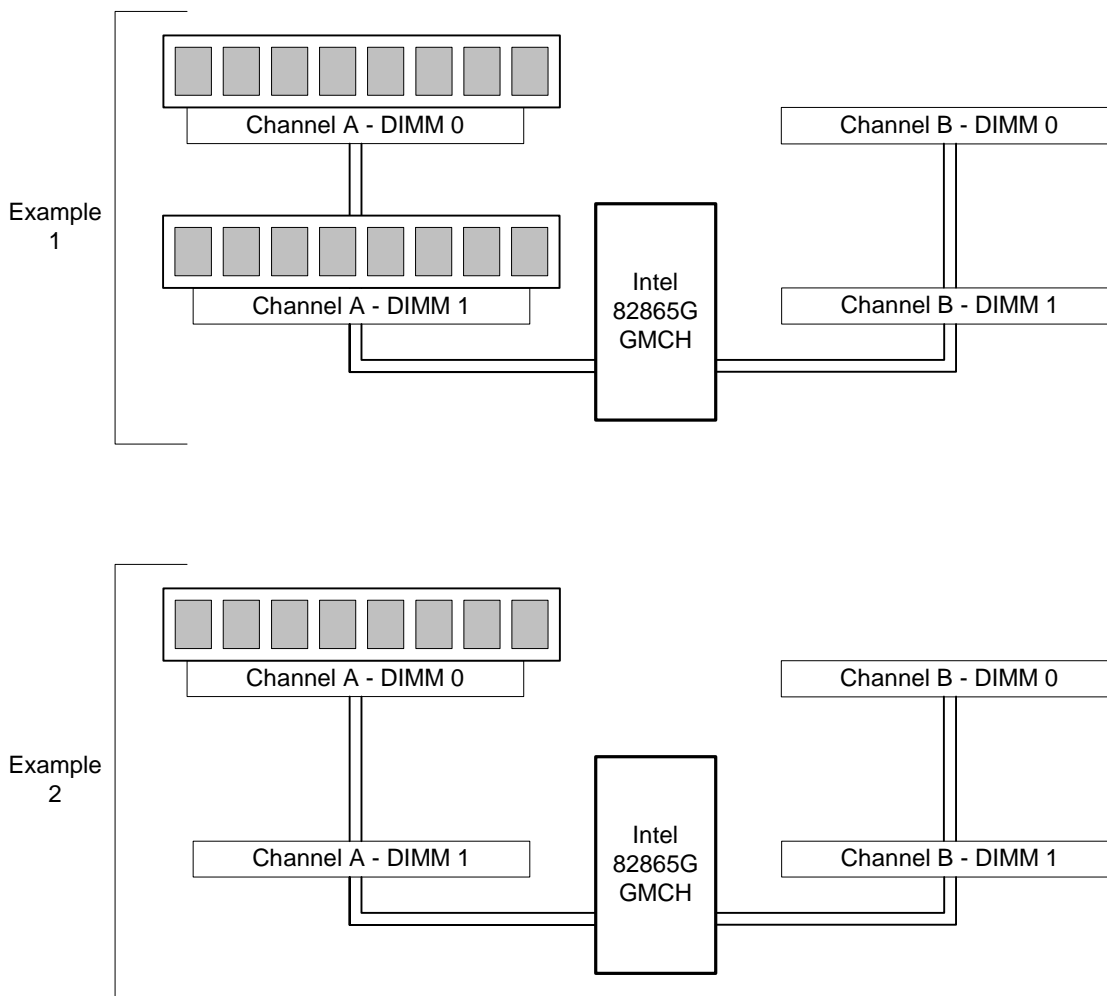 Channel A - DIMM 0
Channel B - DIMM 0
Example
1
Channel A - DIMM 1
Intel
82865G
GMCH
Channel B - DIMM 1
Channel A - DIMM 0
Channel B - DIMM 0
Example
2
Channel A - DIMM 1
Intel
82865G
GMCH
Channel B - DIMM 1